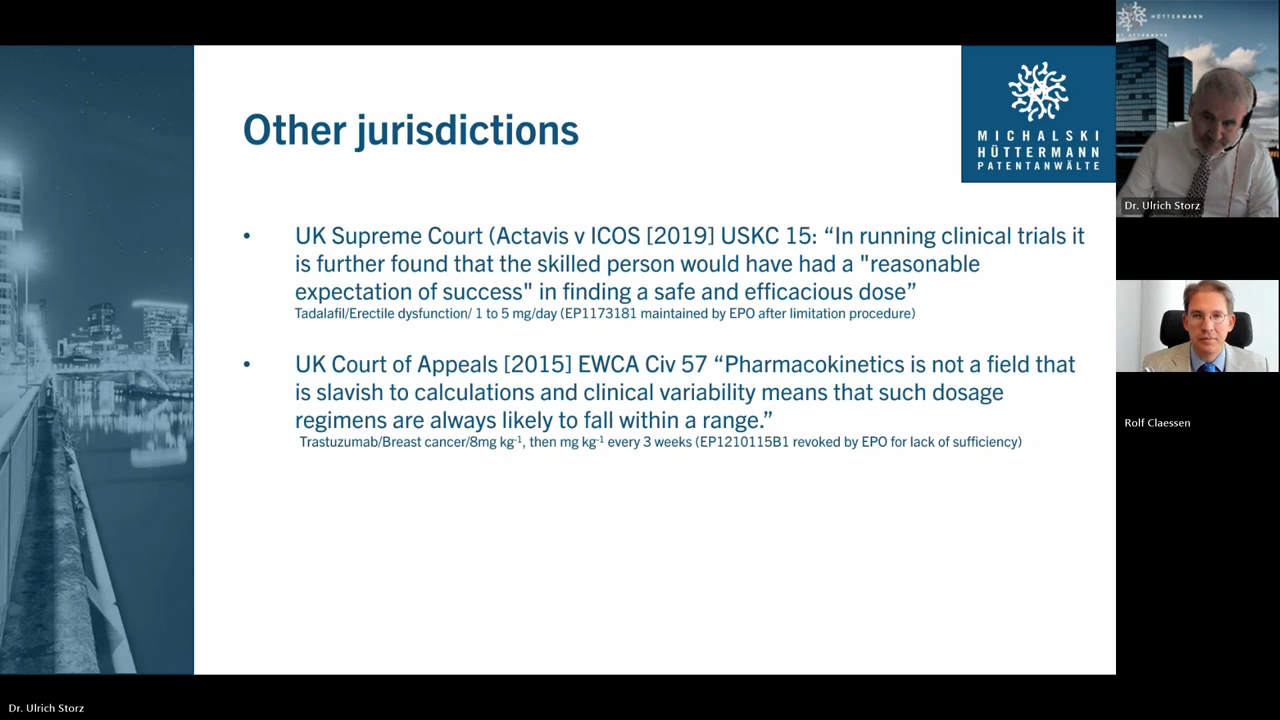 Other jurisdictions
MICHALSKI
HÜTTERMANN
PATENTANWÄLTE
• UK Supreme Court (Actavis v ICOS [2019] USKC 15: “In running clinical trials it
is further found that the skilled person would have had a "reasonable
expectation of success" in finding a safe and efficacious dose”
Tadalafil/Erectile dysfunction/ 1 to 5 mg/day (EP1173181 maintained by EPO after limitation procedure)
• UK Court of Appeals [2015] EWCA Civ 57 “Pharmacokinetics is not a field that
is slavish to calculations and clinical variability means that such dosage
regimens are always likely to fall within a range.”
Trastuzumab/Breast cancer/8mg kg-1, then mg kg-1 every 3 weeks (EP1210115B1 revoked by EPO for lack of sufficiency)
HÜTTERMANN
Dr. Ulrich Storz
Rolf Claessen
Dr. Ulrich Storz